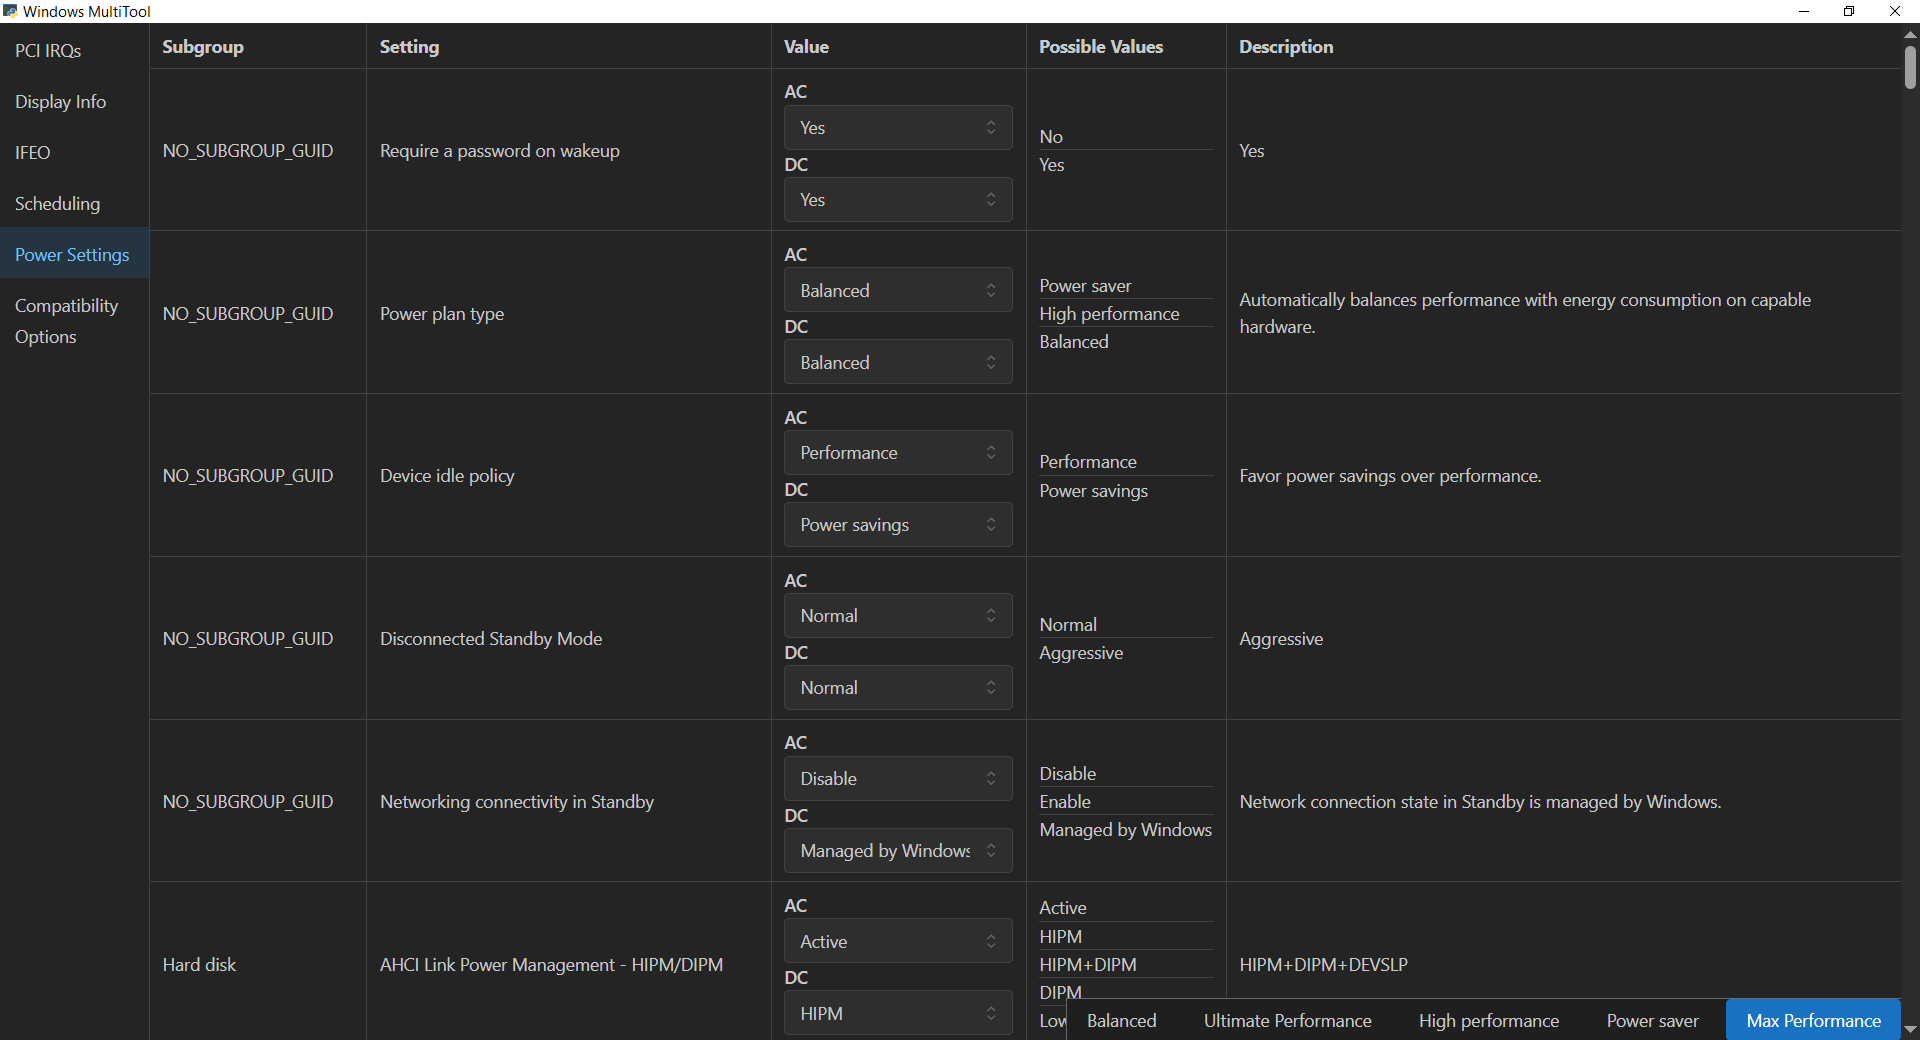 Windows MultiTool
PCI IRQs
Display Info
IFEO
Scheduling
Power Settings
Compatibility
Options
Subgroup
Setting
Value
Possible Values
Description
NO_SUBGROUP_GUID
Require a password on wakeup
AC
Yes
DC
Yes
No
Yes
Yes
NO_SUBGROUP_GUID
Power plan type
AC
Balanced
DC
Balanced
Power saver
High performance
Balanced
Automatically balances performance with energy consumption on capable
hardware.
NO_SUBGROUP_GUID
Device idle policy
AC
Performance
DC
Power savings
Performance
Power savings
Favor power savings over performance.
NO_SUBGROUP_GUID
Disconnected Standby Mode
AC
Normal
DC
Normal
Normal
Aggressive
Aggressive
NO_SUBGROUP_GUID
Networking connectivity in Standby
AC
Disable
DC
Managed by Windows
Disable
Enable
Managed by Windows
Network connection state in Standby is managed by Windows.
Hard disk
AHCI Link Power Management - HIPM/DIPM
AC
Active
DC
HIPM
Active
HIPM
HIPM+DIPM
DIPM
Low
HIPM+DIPM+DEVSLP
Balanced
Ultimate Performance
High performance
Power saver
Max Performance